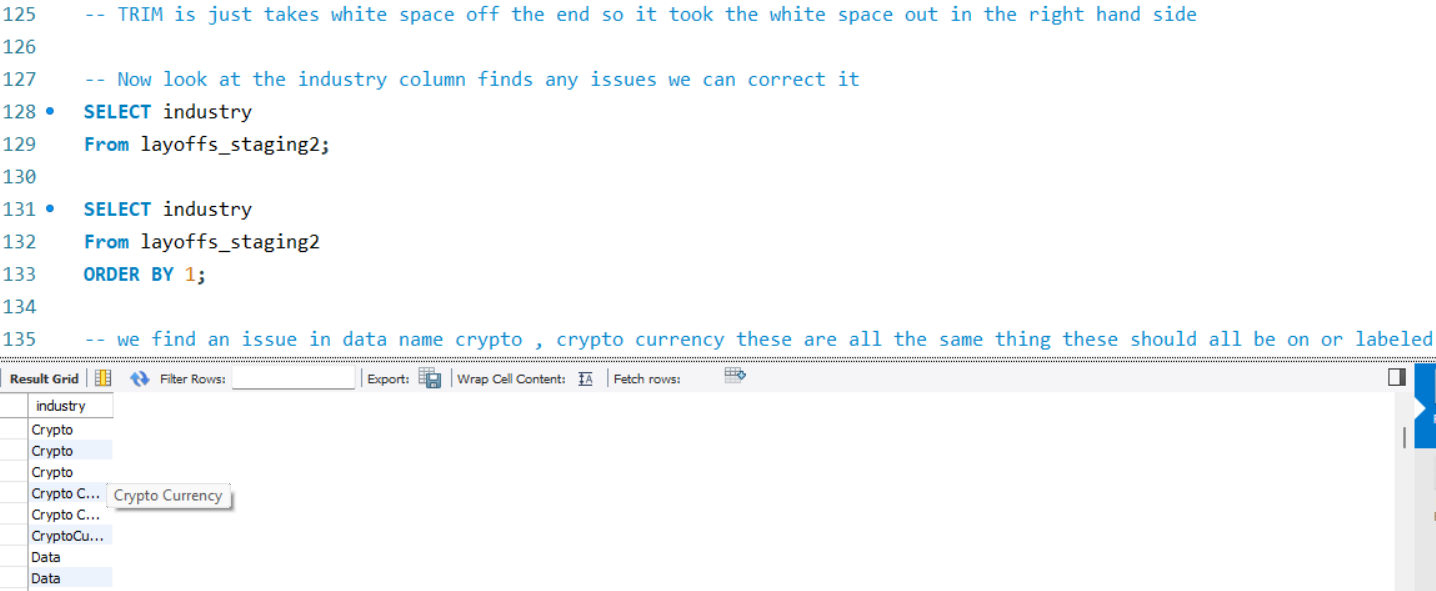 125 -- TRIM is just takes white space off the end so it took the white space out in the right hand side
126
127 -- Now look at the industry column finds any issues we can correct it
128 SELECT industry
129 From layoffs_staging2;
130
131 SELECT industry
132 From layoffs_staging2
133 ORDER BY 1;
134
135 -- we find an issue in data name crypto , crypto currency these are all the same thing these should all be on or labeled
Result Grid Filter Rows: Export: Wrap Cell Content: Fetch rows:
industry
Crypto
Crypto
Crypto
Crypto C... Crypto Currency
Crypto C...
CryptoCu...
Data
Data